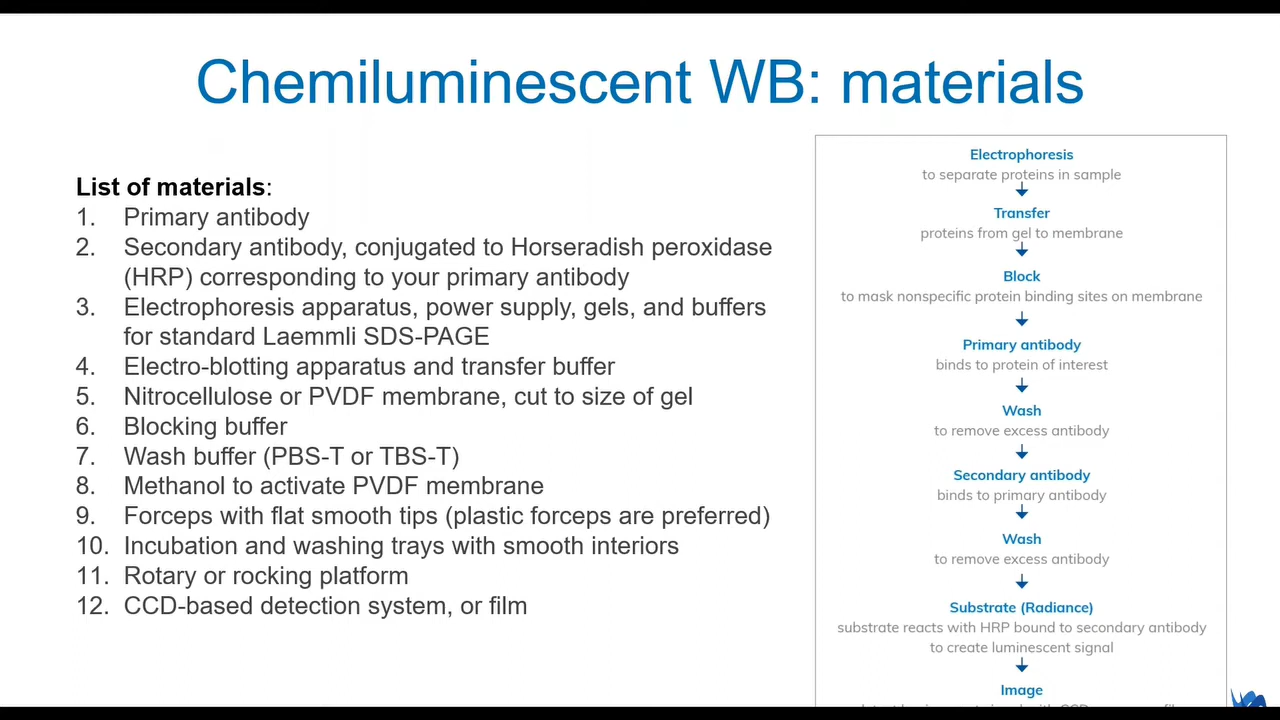 Chemiluminescent WB: materials
List of materials:
1. Primary antibody
2. Secondary antibody, conjugated to Horseradish peroxidase
(HRP) corresponding to your primary antibody
3. Electrophoresis apparatus, power supply, gels, and buffers
for standard Laemmli SDS-PAGE
4. Electro-blotting apparatus and transfer buffer
5. Nitrocellulose or PVDF membrane, cut to size of gel
6. Blocking buffer
7. Wash buffer (PBS-T or TBS-T)
8. Methanol to activate PVDF membrane
9. Forceps with flat smooth tips (plastic forceps are preferred)
10. Incubation and washing trays with smooth interiors
11. Rotary or rocking platform
12. CCD-based detection system, or film
Electrophoresis
to separate proteins in sample
Transfer
proteins from gel to membrane
Block
to mask nonspecific protein binding sites on membrane
Primary antibody
binds to protein of interest
Wash
to remove excess antibody
Secondary antibody
binds to primary antibody
Wash
to remove excess antibody
Substrate (Radiance)
substrate reacts with HRP bound to secondary antibody
to create luminescent signal
Image